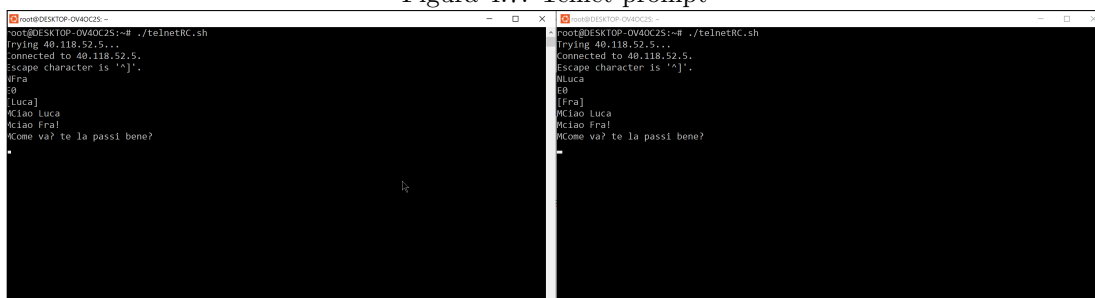 Figura 4.7: Telnet prompt
root@DESKTOP-OV4OC2S: ~
root@DESKTOP-OV4OC2S:~# ./telnetRC.sh
Trying 40.118.52.5...
Connected to 40.118.52.5.
Escape character is '^]'.
NFra
E0
[Luca]
MCiao Luca
Mciao Fra!
MCome va? te la passi bene?
root@DESKTOP-OV4OC2S: ~
root@DESKTOP-OV4OC2S:~# ./telnetRC.sh
Trying 40.118.52.5...
Connected to 40.118.52.5.
Escape character is '^]'.
NLuca
E0
[Fra]
MCiao Luca
Mciao Fra!
MCome va? te la passi bene?